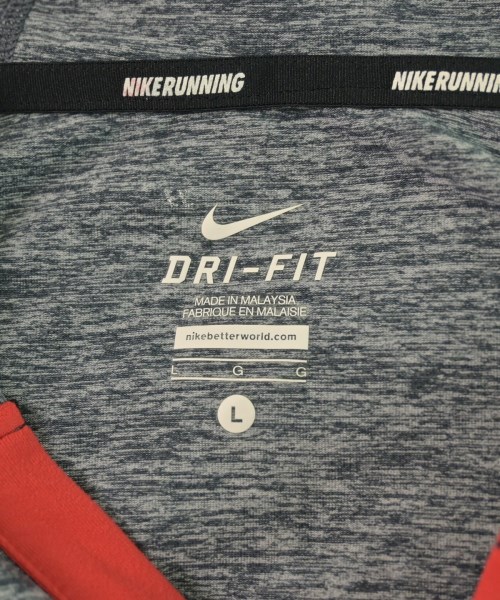 NIKERUNNING NIKERUNNING
DRI-FIT
MADE IN MALAYSIA
FABRIQUE EN MALAISIE
nikebetterworld.com
L G G
L